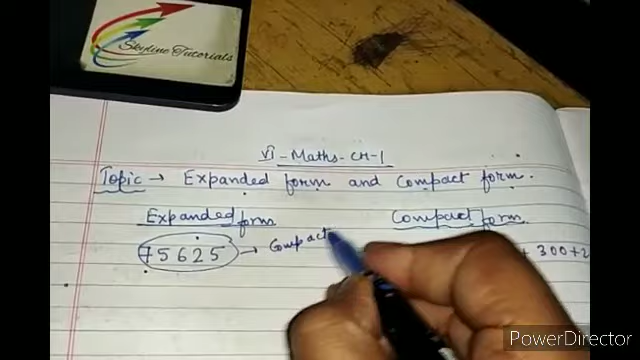 Skyline Tutorials
VI - Maths - CH-1
Topic → Expanded form and Compact form.
Expanded form
Compact form
75625 → Compact
+ 300 + 2
PowerDirector